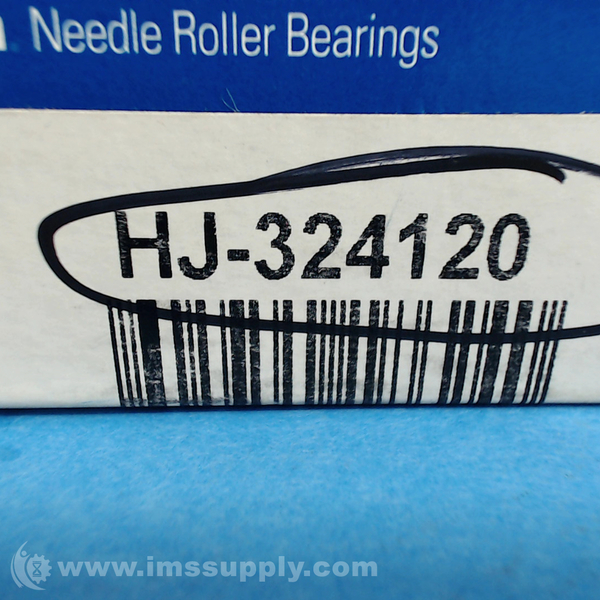 Needle Roller Bearings
HJ-324120
www.imssupply.com